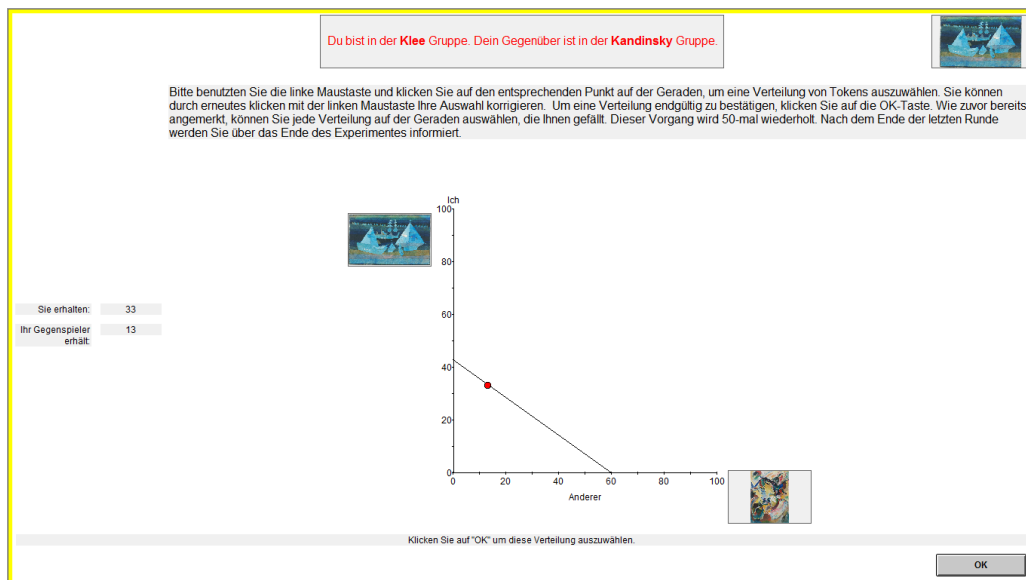 Du bist in der Klee Gruppe. Dein Gegenüber ist in der Kandinsky Gruppe.
Bitte benutzten Sie die linke Maustaste und klicken Sie auf den entsprechenden Punkt auf der Geraden, um eine Verteilung von Tokens auszuwählen. Sie können
durch erneutes klicken mit der linken Maustaste Ihre Auswahl korrigieren.  Um eine Verteilung endgültig zu bestätigen, klicken Sie auf die OK-Taste. Wie zuvor bereits
angemerkt, können Sie jede Verteilung auf der Geraden auswählen, die Ihnen gefällt. Dieser Vorgang wird 50-mal wiederholt. Nach dem Ende der letzten Runde
werden Sie über das Ende des Experimentes informiert.
Ich
100
80
60
40
20
0
Sie erhalten: 33
Ihr Gegenspieler 13
erhält:
0 20 40 60 80 100
Anderer
Klicken Sie auf "OK" um diese Verteilung auszuwählen.
OK